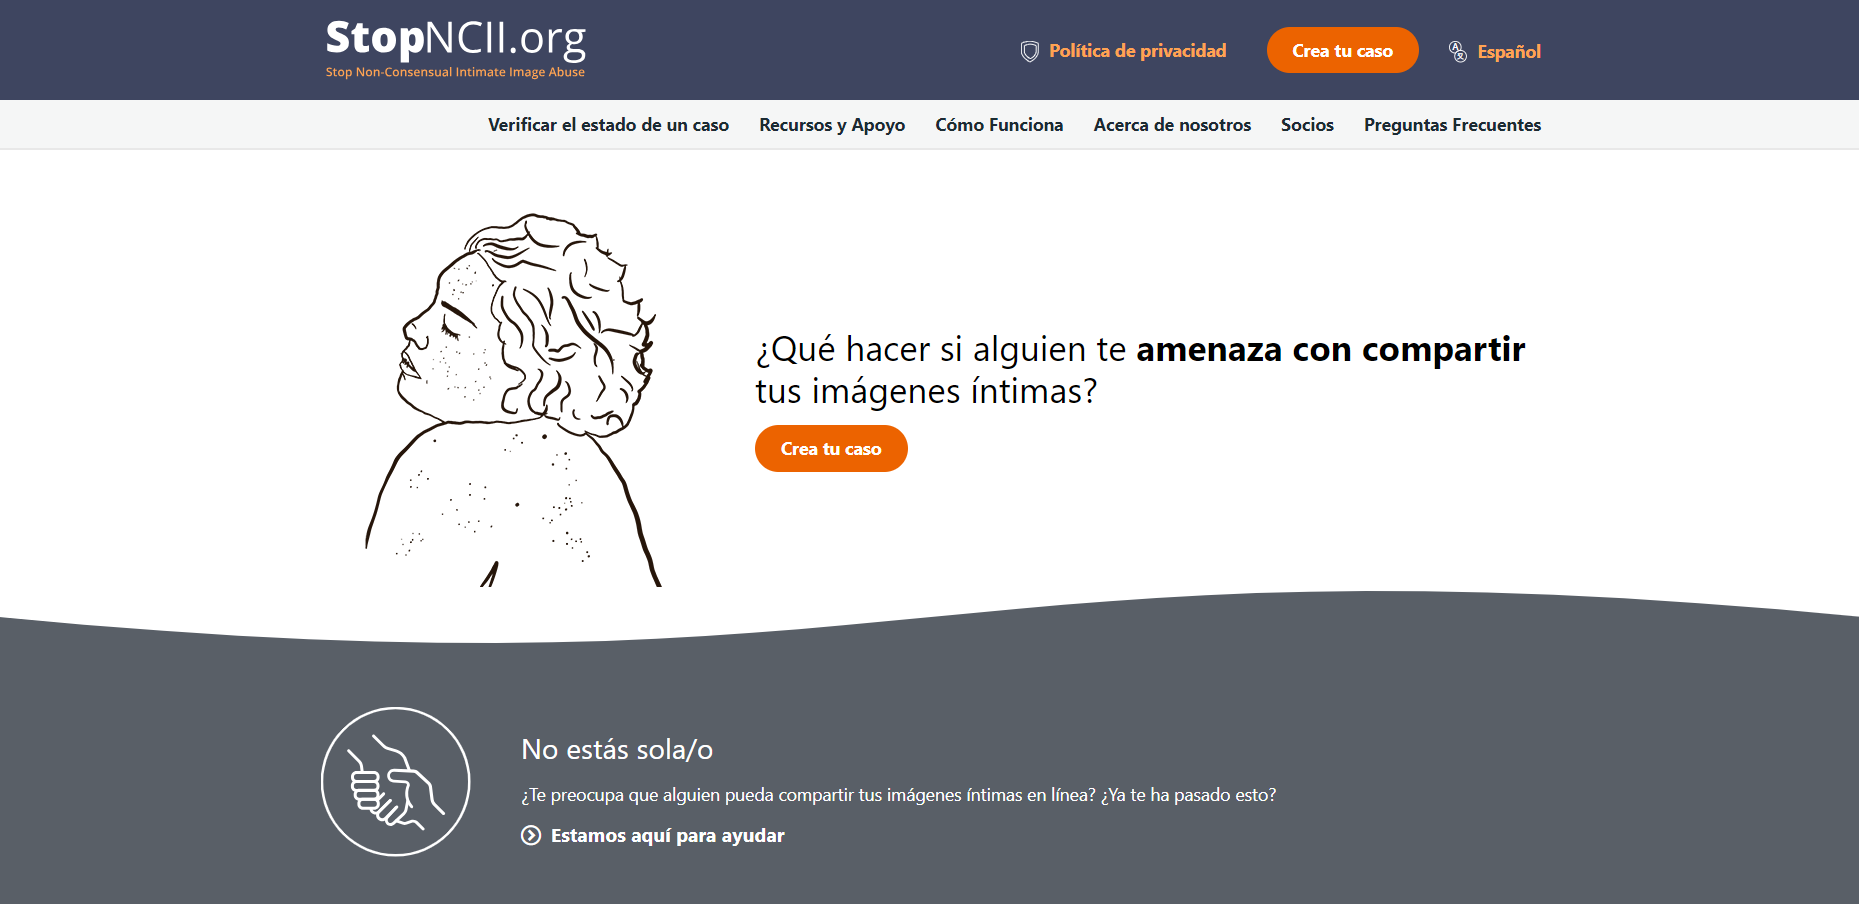 StopNCII.org
Stop Non-Consensual Intimate Image Abuse
Política de privacidad
Crea tu caso
Español
Verificar el estado de un caso
Recursos y Apoyo
Cómo Funciona
Acerca de nosotros
Socios
Preguntas Frecuentes
¿Qué hacer si alguien te amenaza con compartir
tus imágenes íntimas?
Crea tu caso
No estás sola/o
¿Te preocupa que alguien pueda compartir tus imágenes íntimas en línea? ¿Ya te ha pasado esto?
Estamos aquí para ayudar